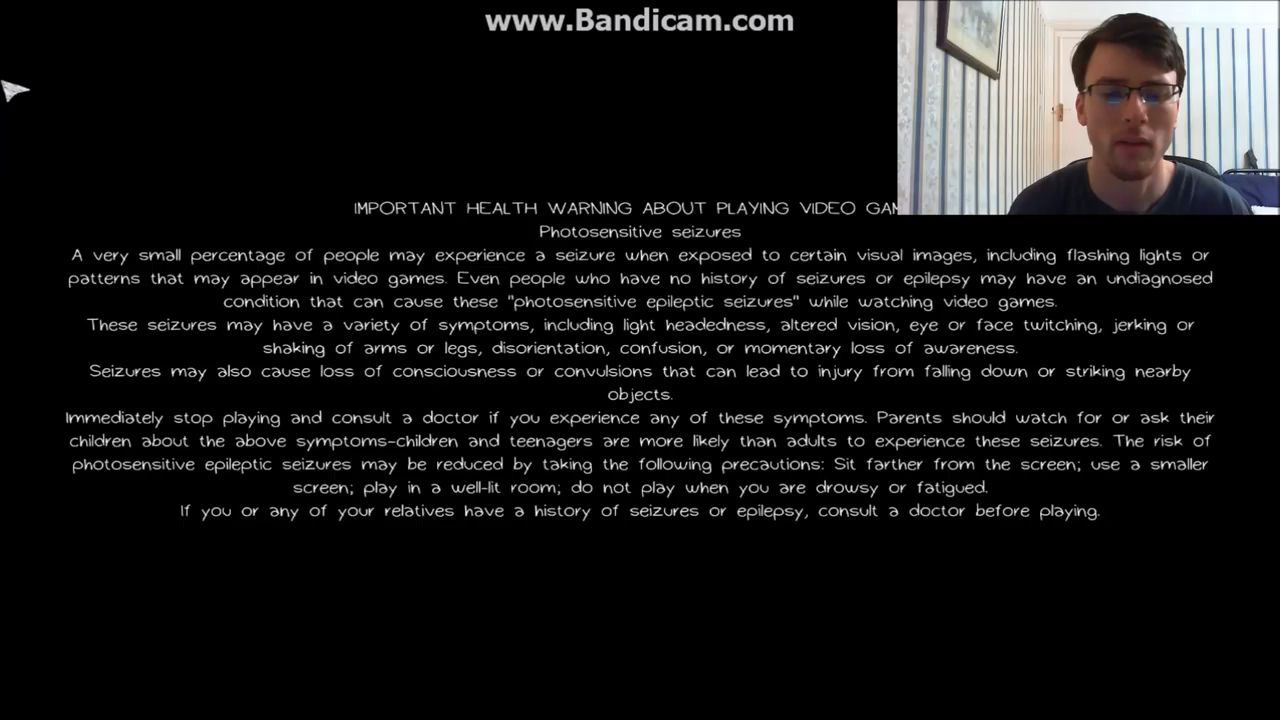 www.Bandicam.com
IMPORTANT HEALTH WARNING ABOUT PLAYING VIDEO
Photosensitive seizures
A very small percentage of people may experience a seizure when exposed to certain visual images, including flashing lights or
patterns that may appear in video games. Even people who have no history of seizures or epilepsy may have an undiagnosed
condition that can cause these "photosensitive epileptic seizures" while watching video games.
These seizures may have a variety of symptoms, including light headedness, altered vision, eye or face twitching, jerking or
shaking of arms or legs, disorientation, confusion, or momentary loss of awareness.
Seizures may also cause loss of consciousness or convulsions that can lead to injury from falling down or striking nearby
objects.
Immediately stop playing and consult a doctor if you experience any of these symptoms. Parents should watch for or ask their
children about the above symptoms-children and teenagers are more likely than adults to experience these seizures. The risk of
photosensitive epileptic seizures may be reduced by taking the following precautions: Sit farther from the screen; use a smaller
screen; play in a well-lit room; do not play when you are drowsy or fatigued.
If you or any of your relatives have a history of seizures or epilepsy, consult a doctor before playing.